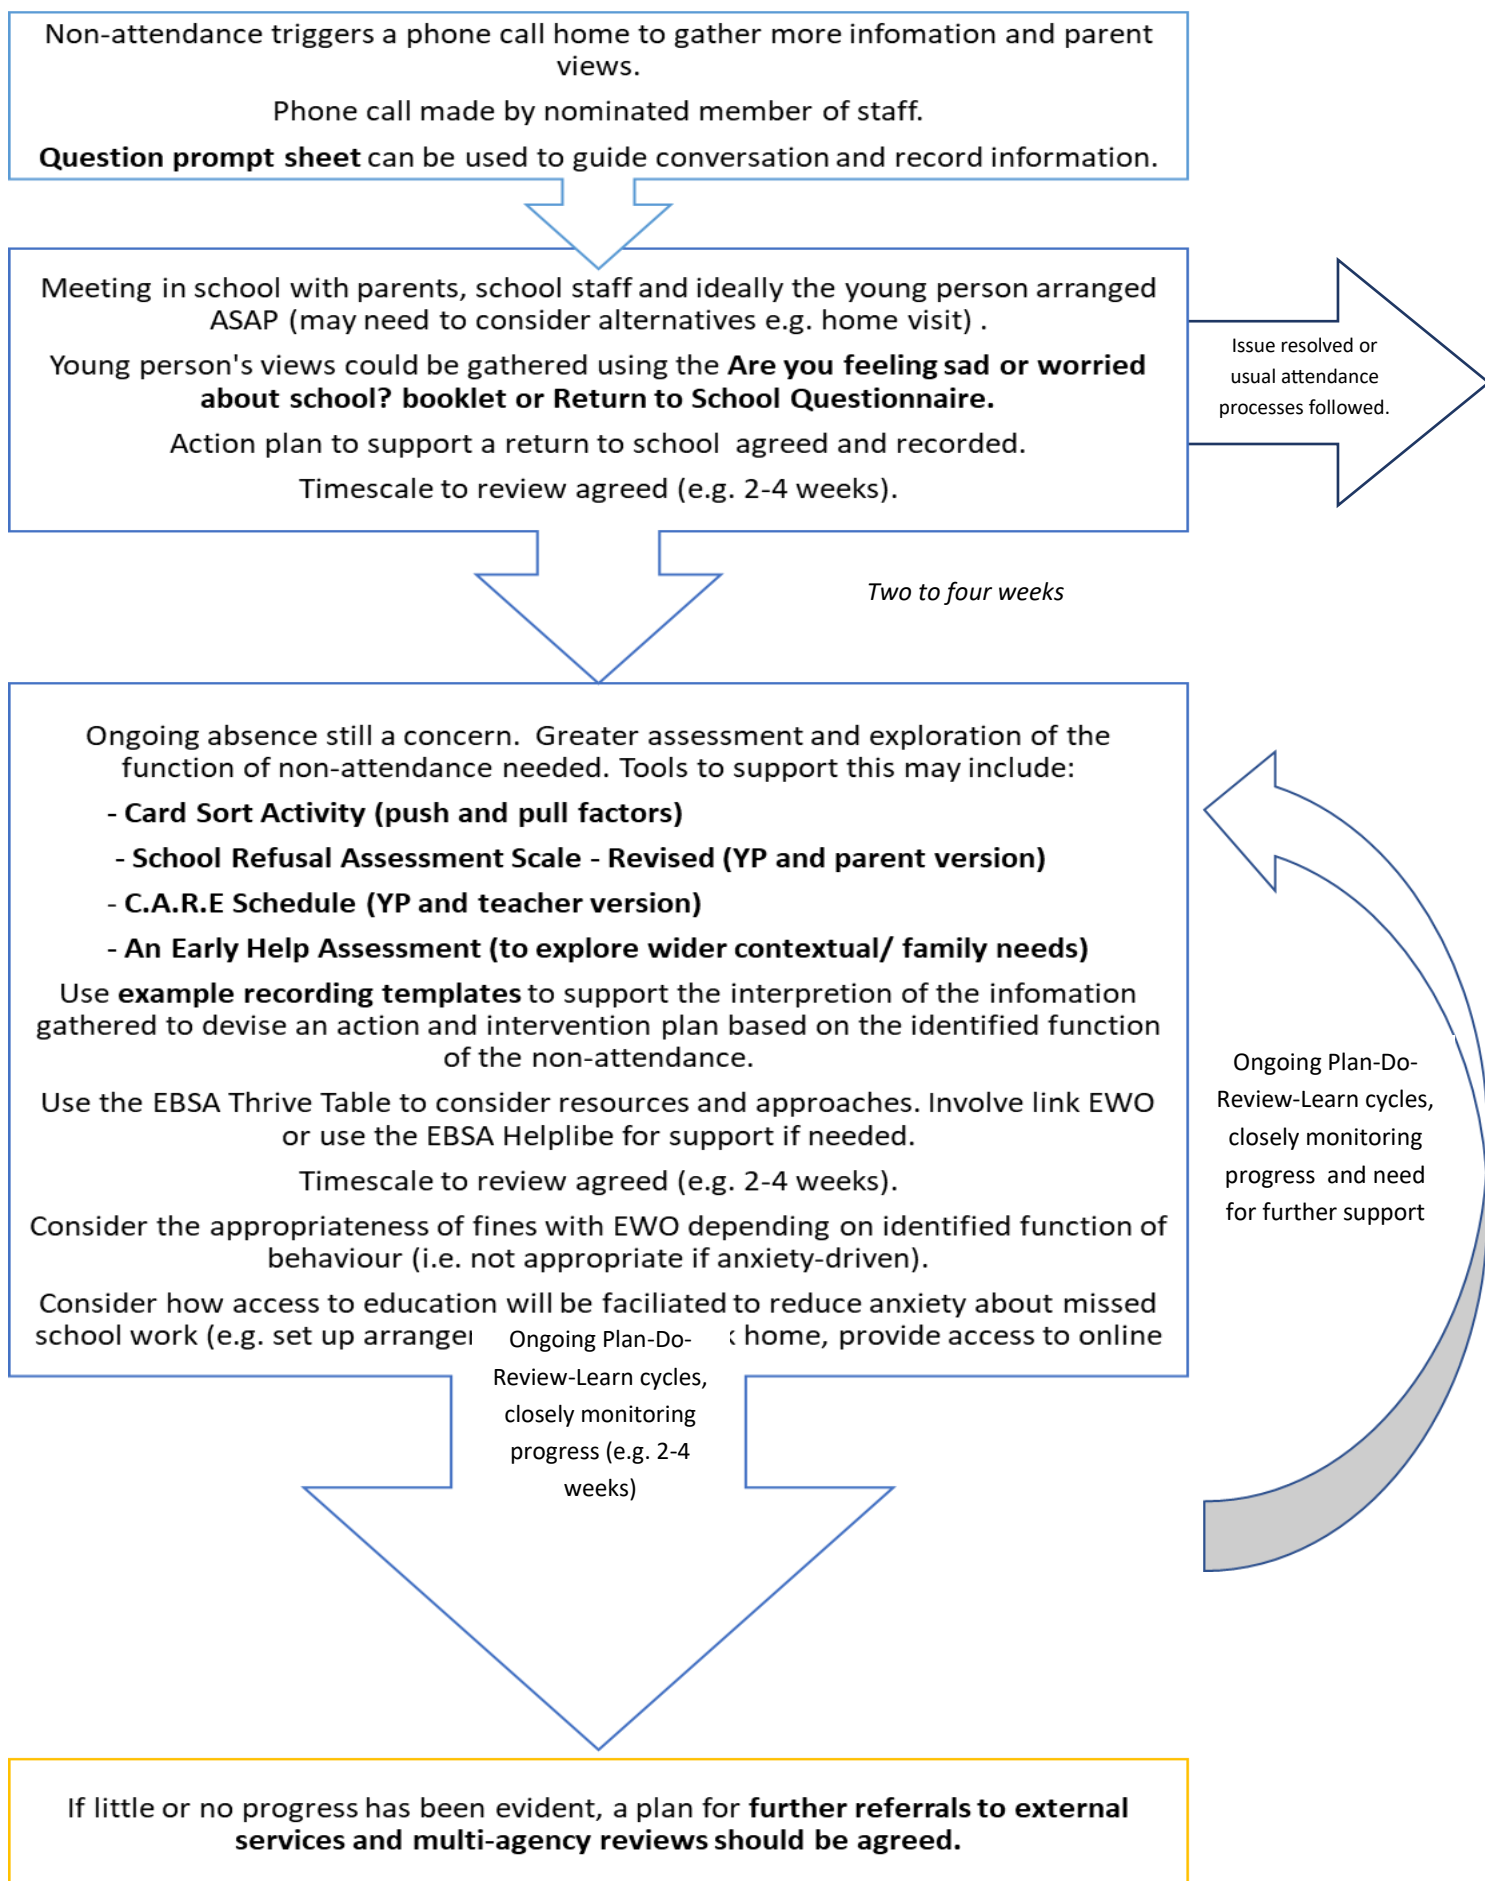 Non-attendance triggers a phone call home to gather more infomation and parent
views.
Phone call made by nominated member of staff.
Question prompt sheet can be used to guide conversation and record information.
Meeting in school with parents, school staff and ideally the young person arranged
ASAP (may need to consider alternatives e.g. home visit) .
Young person's views could be gathered using the Are you feeling sad or worried
about school? booklet or Return to School Questionnaire.
Action plan to support a return to school agreed and recorded.
Timescale to review agreed (e.g. 2-4 weeks).
Issue resolved or
usual attendance
processes followed.
Two to four weeks
Ongoing absence still a concern. Greater assessment and exploration of the
function of non-attendance needed. Tools to support this may include:
- Card Sort Activity (push and pull factors)
- School Refusal Assessment Scale - Revised (YP and parent version)
- C.A.R.E Schedule (YP and teacher version)
- An Early Help Assessment (to explore wider contextual/ family needs)
Use example recording templates to support the interpretion of the infomation
gathered to devise an action and intervention plan based on the identified function
of the non-attendance.
Use the EBSA Thrive Table to consider resources and approaches. Involve link EWO
or use the EBSA Helplibe for support if needed.
Timescale to review agreed (e.g. 2-4 weeks).
Consider the appropriateness of fines with EWO depending on identified function of
behaviour (i.e. not appropriate if anxiety-driven).
Consider how access to education will be faciliated to reduce anxiety about missed
school work (e.g. set up home, provide access to online
Ongoing Plan-Do-
Review-Learn cycles,
closely monitoring
progress and need
for further support
Ongoing Plan-Do-
Review-Learn cycles,
closely monitoring
progress (e.g. 2-4
weeks)
If little or no progress has been evident, a plan for further referrals to external
services and multi-agency reviews should be agreed.